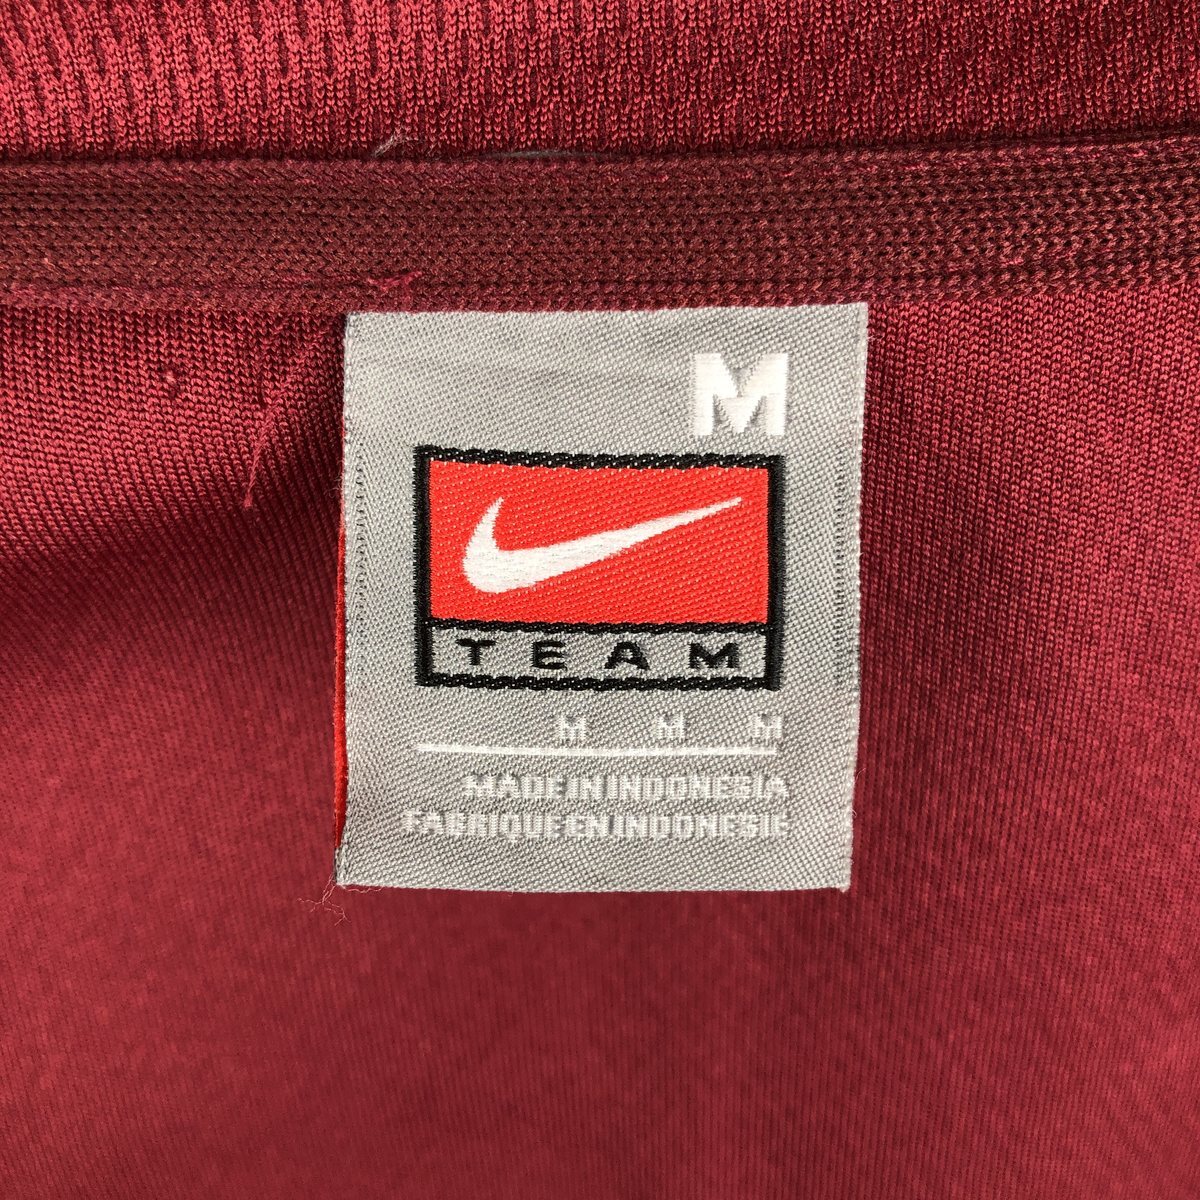 M
TEAM
M M M
MADE IN INDONESIA
FABRIQUE EN INDONESIE